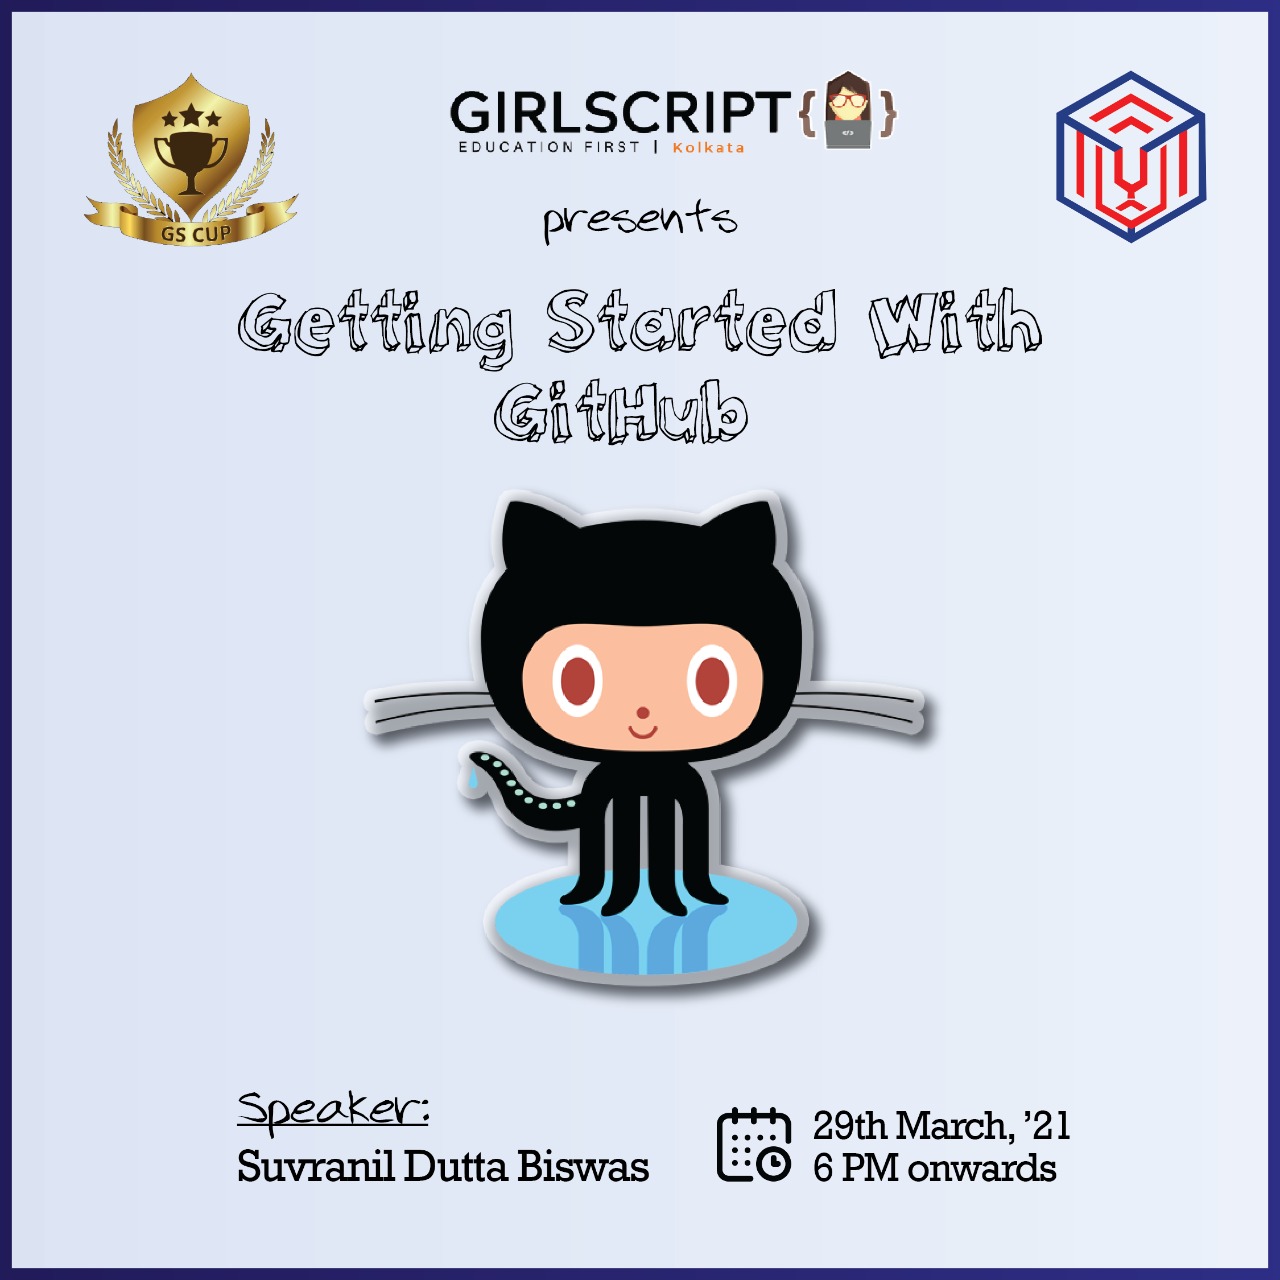 GIRLSCRIPT
EDUCATION FIRST | Kolkata
GS CUP
presents
Getting Started With
GitHub
Speaker:
Suvranil Dutta Biswas
29th March, ’21
6 PM onwards